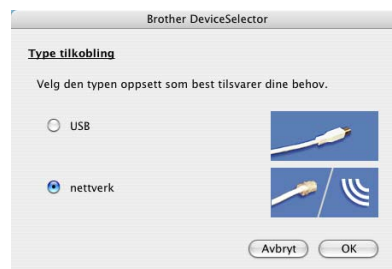 Brother DeviceSelector
Type tilkobling
Velg den typen oppsett som best tilsvarer dine behov.
USB
nettverk
Avbryt OK